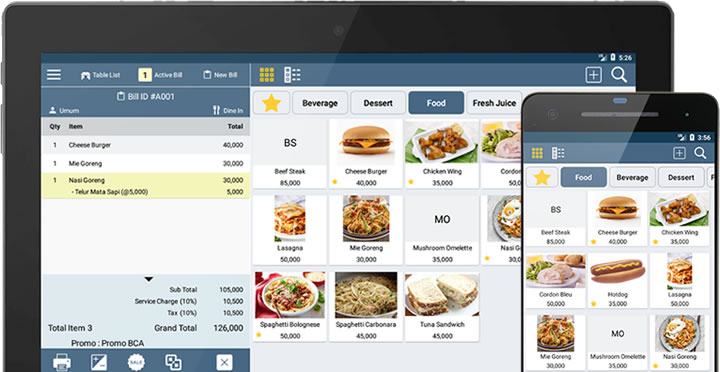 5:26
Table List
1 Active Bill
New Bill
Bill ID #A001
Umum
Dine In
Qty Item Total
1 Cheese Burger 40,000
1 Mie Goreng 30,000
1 Nasi Goreng 30,000
- Telur Mata Sapi (@5,000) 5,000
Sub Total 105,000
Service Charge (10%) 10,500
Tax (10%) 10,500
Total Item 3 Grand Total 126,000
Promo : Promo BCA
SALE
Beverage Dessert Food Fresh Juice
BS
Beef Steak
85,000
Cheese Burger
40,000
Chicken Wing
35,000
Cordon
50,00
Lasagna
50,000
Mie Goreng
30,000
MO
Mushroom Omelette
35,000
Nasi G
30,0
Spaghetti Bolognese
50,000
Spaghetti Carbonara
45,000
Tuna Sandwich
45,000
3:56
Food Beverage Dessert F
BS
Beef Steak
85,000
Cheese Burger
40,000
Chicken Wing
35,000
Cordon Bleu
50,000
Hotdog
35,000
Lasagna
50,000
Mie Goreng
30,000
MO
Mushroom Omelette
35,000
Nasi Goreng
30,000